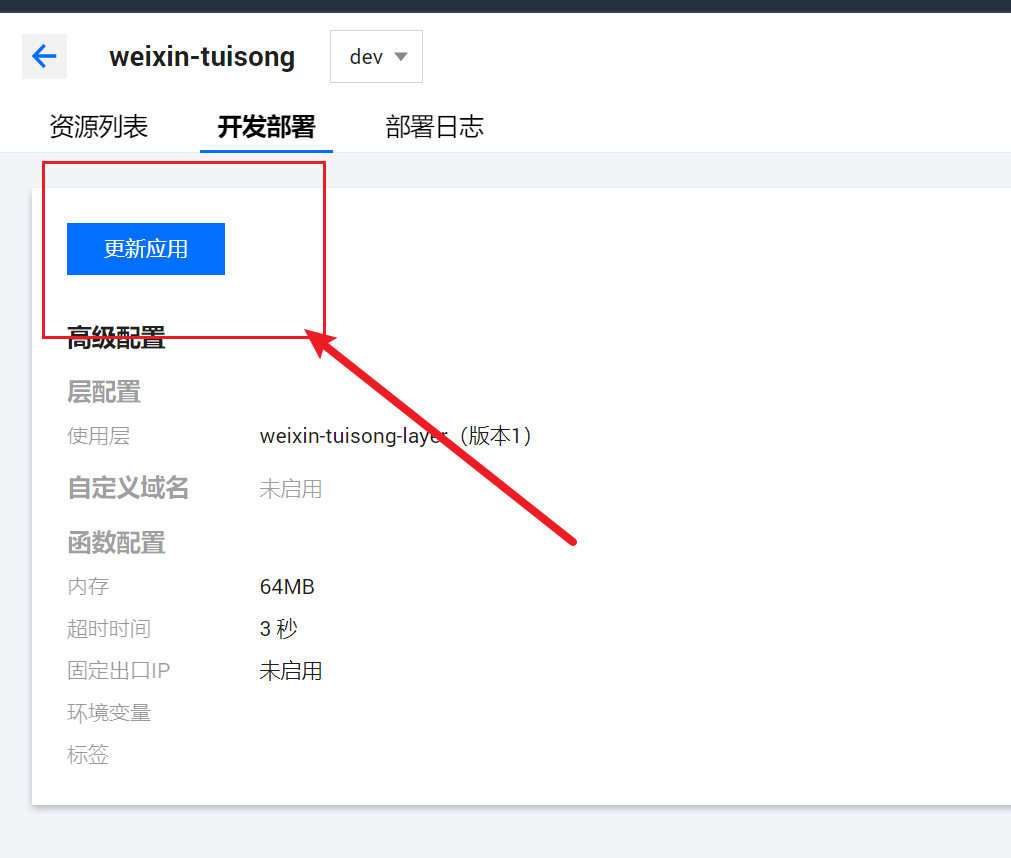 weixin-tuisong dev
资源列表 开发部署 部署日志
更新应用
高级配置
层配置
使用层 weixin-tuisong-layer（版本1）
自定义域名 未启用
函数配置
内存 64MB
超时时间 3 秒
固定出口IP 未启用
环境变量
标签